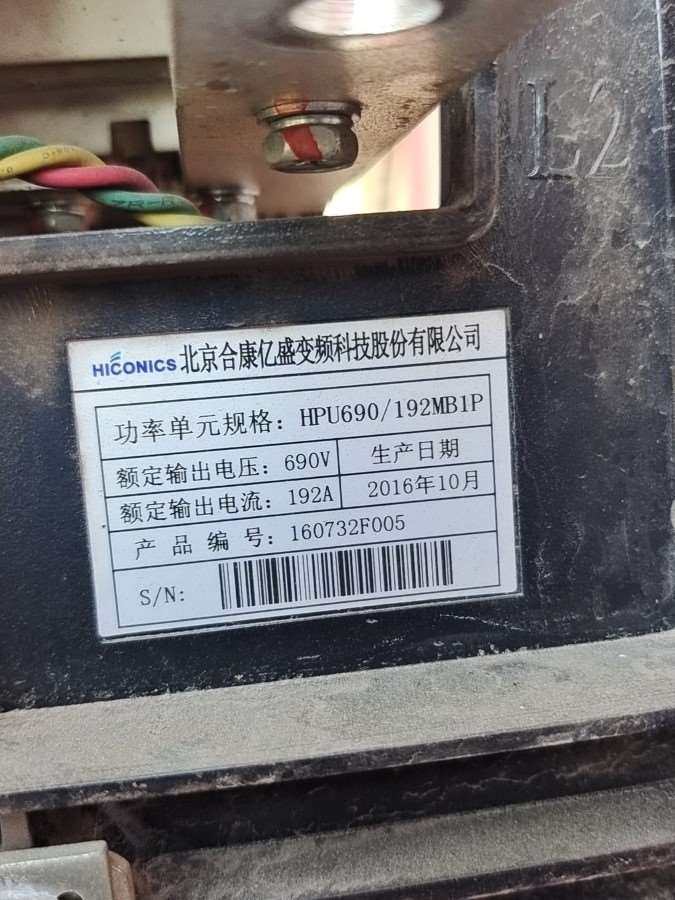 L2
HICONICS 北京合康亿盛变频科技股份有限公司
功率单元规格: HPU690/192MB1P
额定输出电压: 690V
生产日期
额定输出电流: 192A
2016年10月
产品编号: 160732F005
S/N: